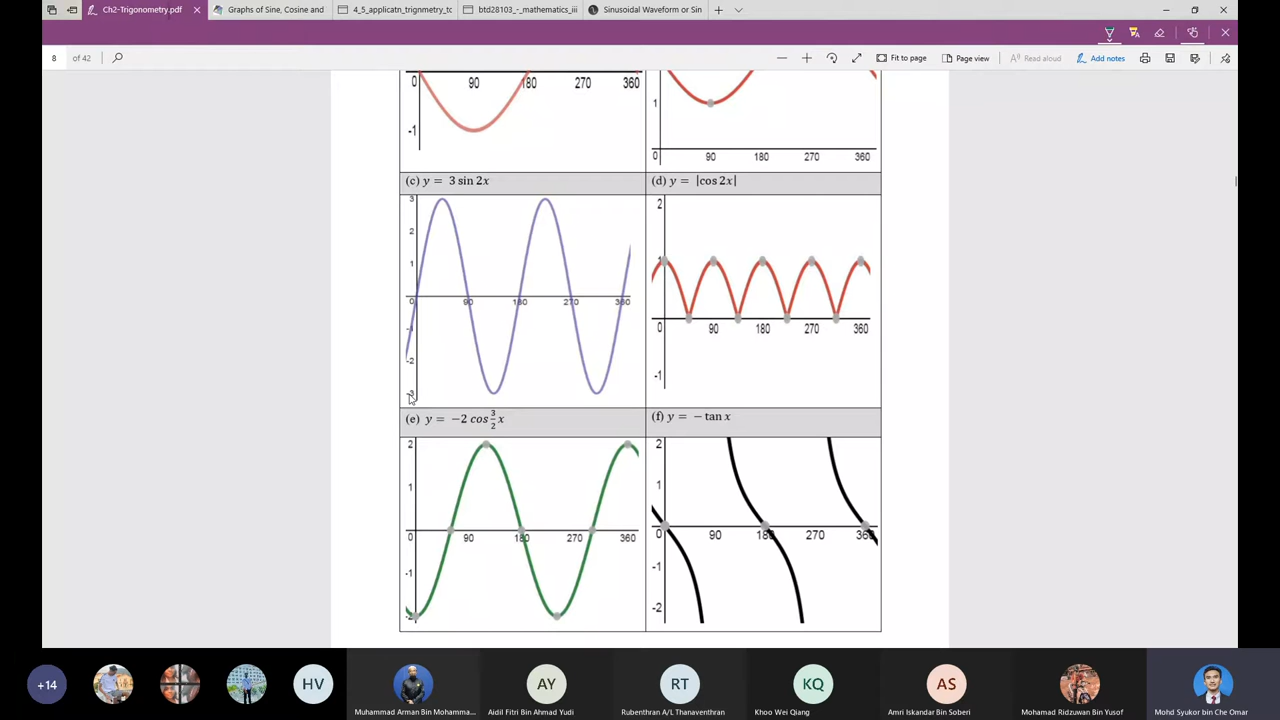 Ch2-Trigonometry.pdf
Graphs of Sine, Cosine and
4_5_applicatn_trignmetry_tc
btd28103_-_mathematics_iii
Sinusoidal Waveform or Sin
8 of 42
Fit to page
Page view
Read aloud
Add notes
0 90 180 270 360
-1
1
0 90 180 270 360
(c) y = 3 sin 2x
(d) y = |cos 2x|
3
2
1
0 90 180 270 360
-1
-2
-3
2
1
0 90 180 270 360
-1
(e) y = −2 cos 3/2 x
(f) y = − tan x
2
1
0 90 180 270 360
-1
-2
2
1
0 90 180 270 360
-1
-2
+14
HV
AY
RT
KQ
AS
Muhammad Arman Bin Mohamma...
Aidil Fitri Bin Ahmad Yudi
Rubenthran A/L Thanaventhran
Khoo Wei Qiang
Amri Iskandar Bin Soberi
Mohamad Ridzuwan Bin Yusof
Mohd Syukor bin Che Omar